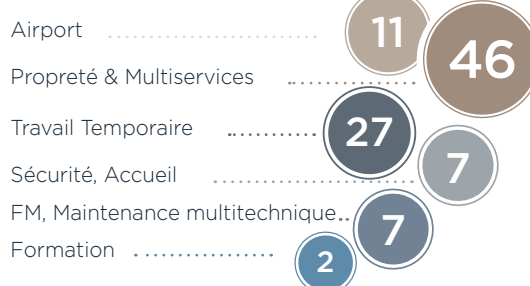 Airport 11
Propreté & Multiservices 46
Travail Temporaire 27
Sécurité, Accueil 7
FM, Maintenance multitechnique.. 7
Formation 2